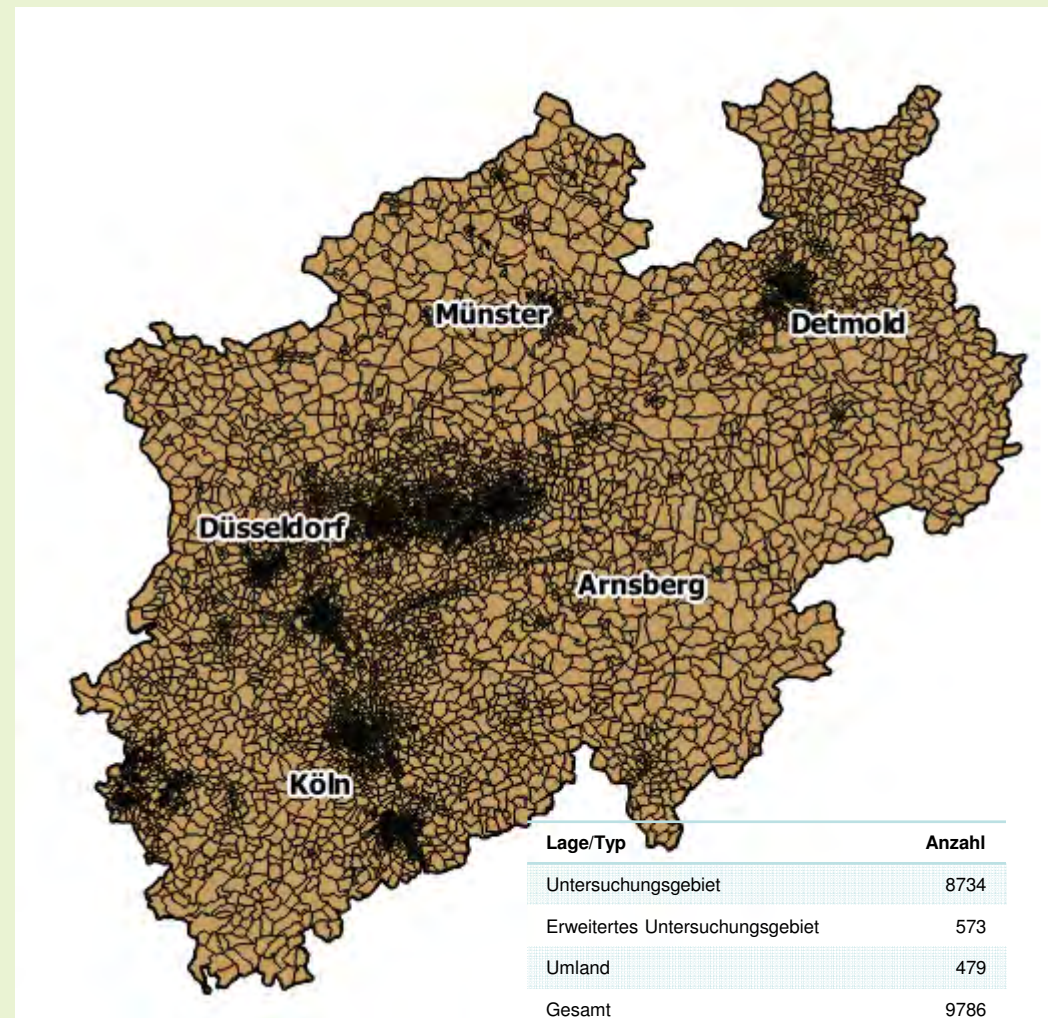 Münster
Detmold
Düsseldorf
Arnsberg
Köln
Lage/Typ Anzahl
Untersuchungsgebiet 8734
Erweitertes Untersuchungsgebiet 573
Umland 479
Gesamt 9786